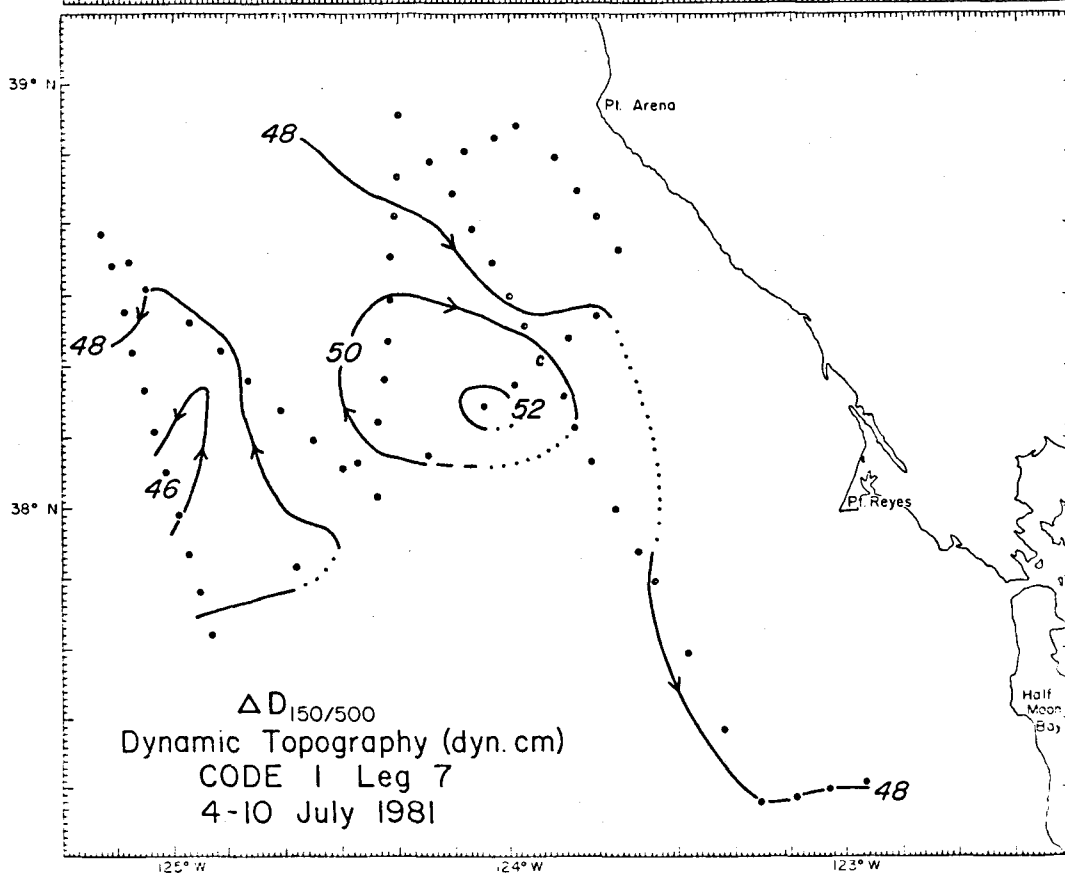 39° N
48
Pt. Arena
48
50
52
46
38° N
Pt. Reyes
ΔD150/500
Dynamic Topography (dyn. cm)
CODE 1 Leg 7
4-10 July 1981
Half
Moon
Bay
48
125° W
124° W
123° W